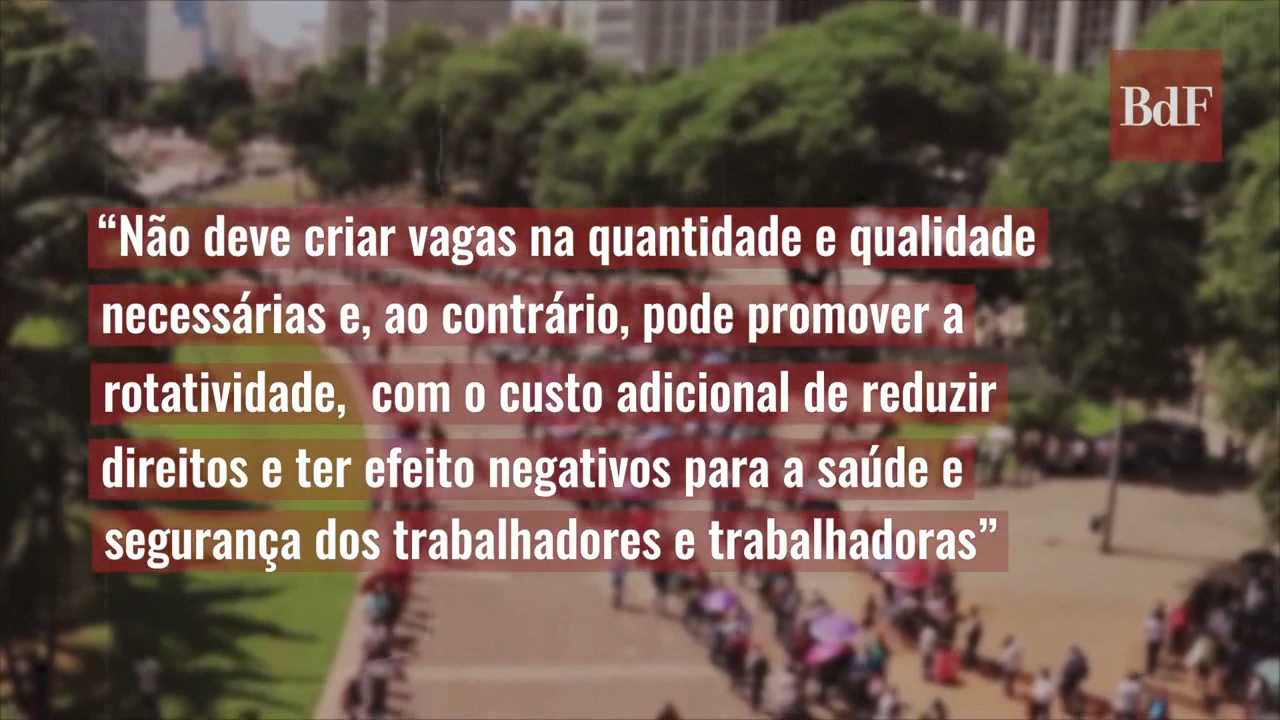 BdF
“Não deve criar vagas na quantidade e qualidade
necessárias e, ao contrário, pode promover a
rotatividade, com o custo adicional de reduzir
direitos e ter efeito negativos para a saúde e
segurança dos trabalhadores e trabalhadoras”